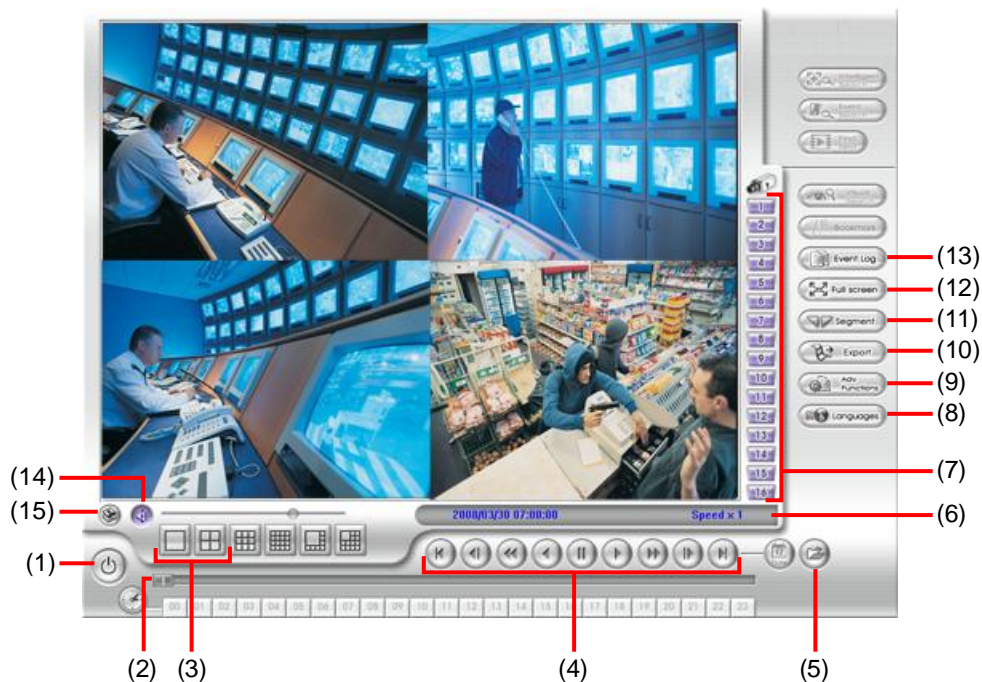 1
1
2
3
4
5
6
7
8
9
10
11
12
13
14
15
16
Bookmark
Event Log
Full screen
Segment
Export
Adv
Functions
Languages
(13)
(12)
(11)
(10)
(9)
(8)
(7)
(6)
(14)
(15)
2008/03/30 07:00:00 Speed x 1
(1)
00 01 02 03 04 05 06 07 08 09 10 11 12 13 14 15 16 17 18 19 20 21 22 23
(2) (3) (4) (5)